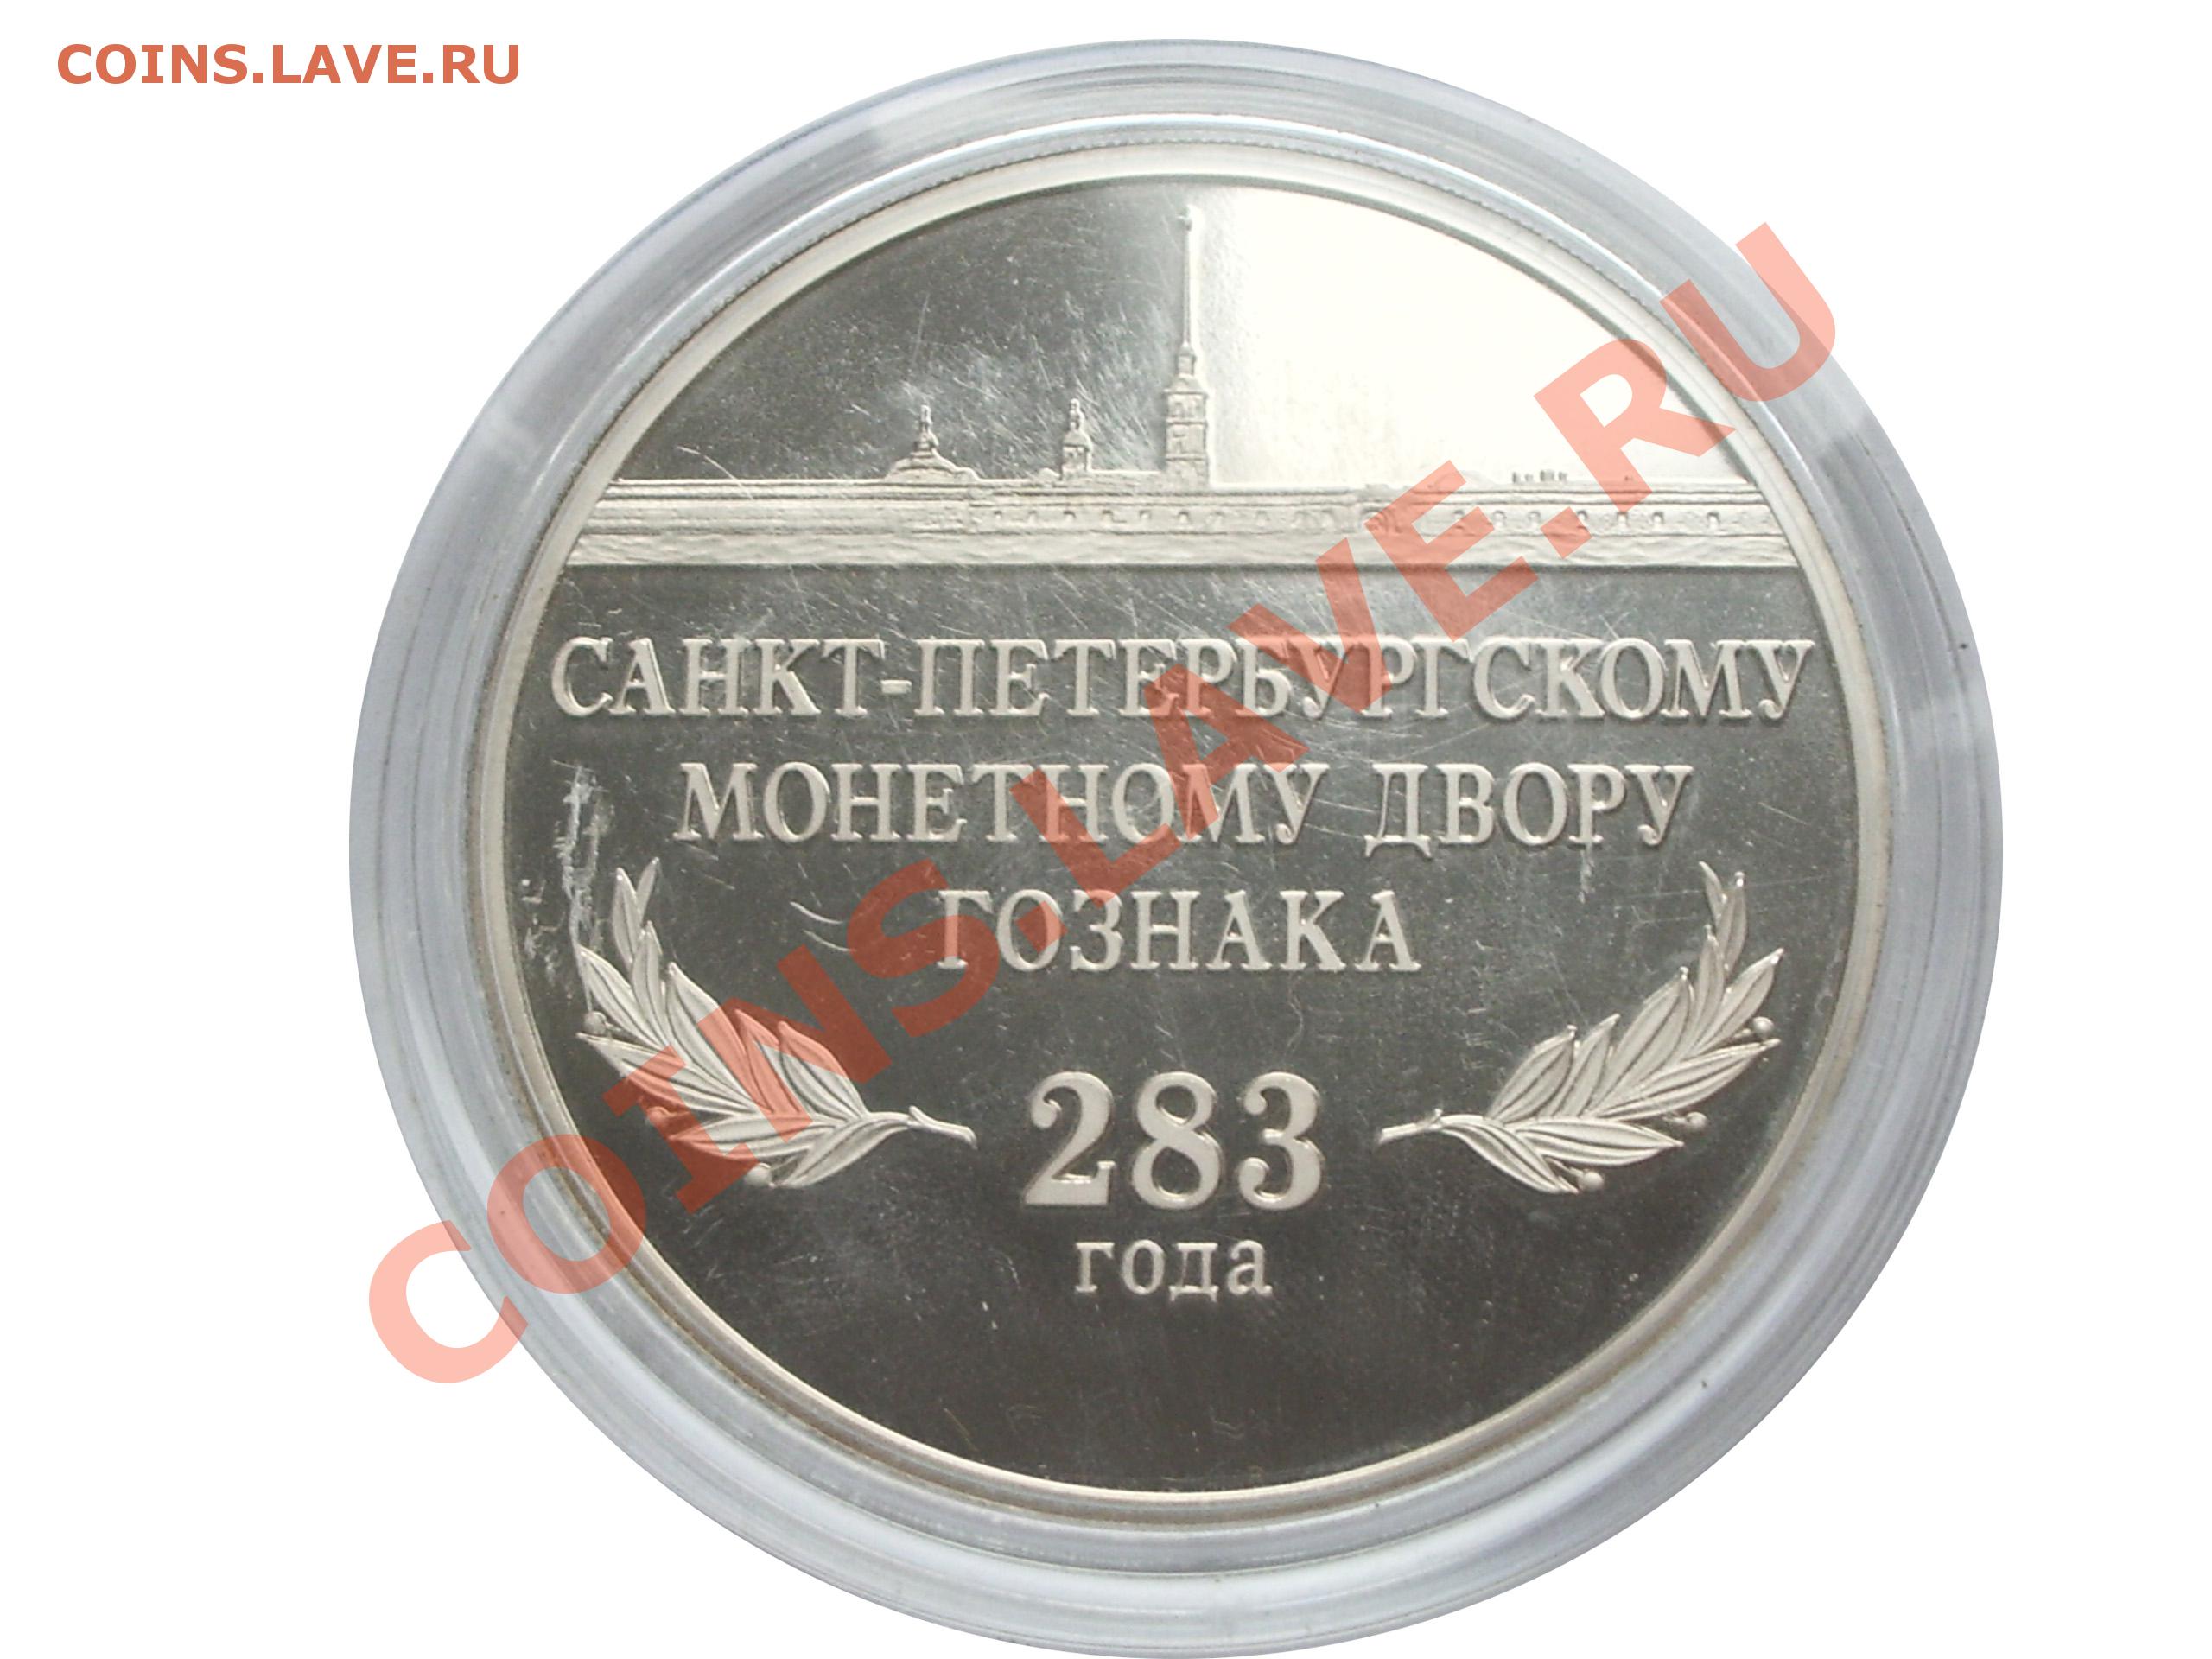 COINS.LAVE.RU
САНКТ-ПЕТЕРБУРГСКОМУ
МОНЕТНОМУ ДВОРУ
ГОЗНАКА
283
года
COINS.LAVE.RU